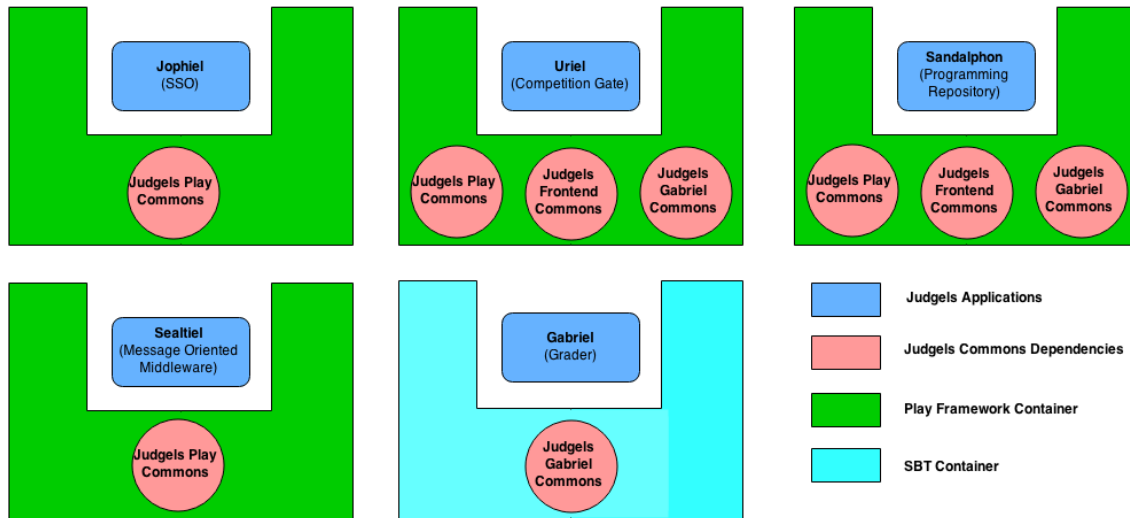 Jophiel
(SSO)
Judgels Play
Commons
Uriel
(Competition Gate)
Judgels Play
Commons
Judgels
Frontend
Commons
Judgels
Gabriel
Commons
Sandalphon
(Programming
Repository)
Judgels Play
Commons
Judgels
Frontend
Commons
Judgels
Gabriel
Commons
Sealtiel
(Message Oriented
Middleware)
Judgels Play
Commons
Gabriel
(Grader)
Judgels
Gabriel
Commons
Judgels Applications
Judgels Commons Dependencies
Play Framework Container
SBT Container